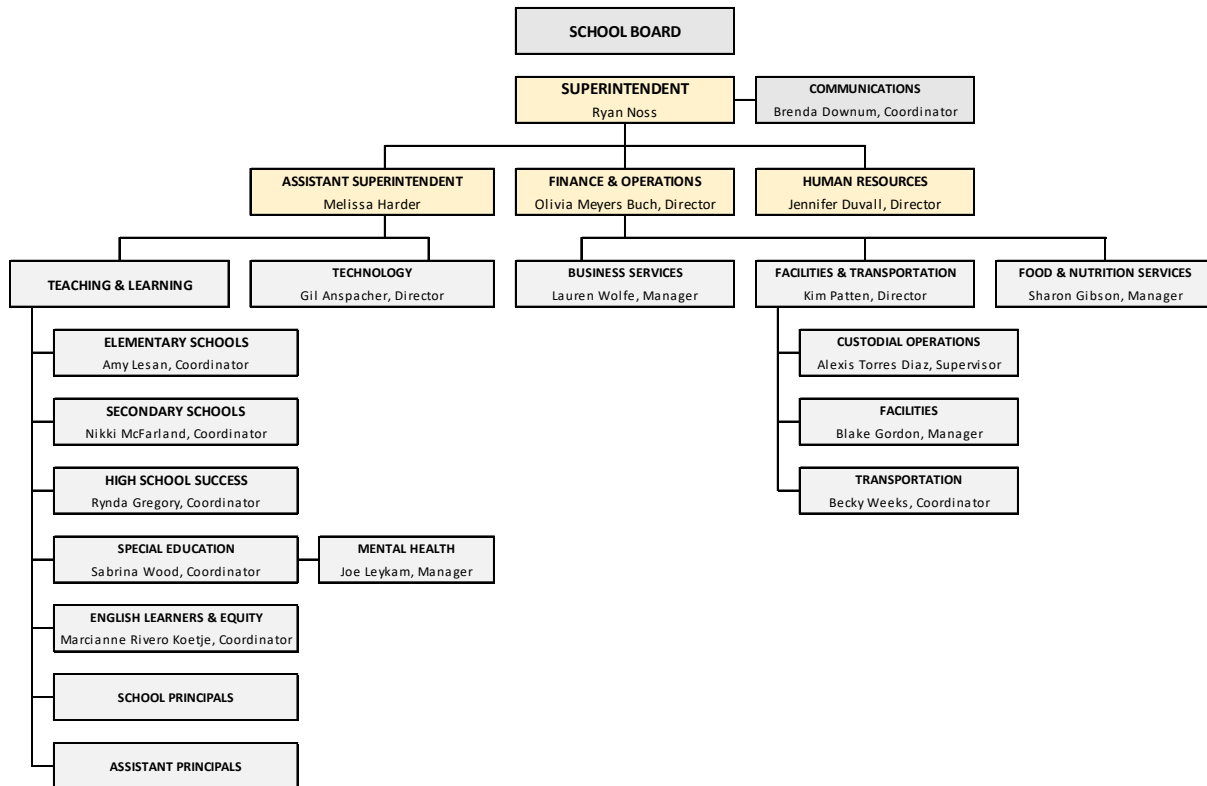 SCHOOL BOARD
SUPERINTENDENT
Ryan Noss
COMMUNICATIONS
Brenda Downum, Coordinator
ASSISTANT SUPERINTENDENT
Melissa Harder
FINANCE & OPERATIONS
Olivia Meyers Buch, Director
HUMAN RESOURCES
Jennifer Duvall, Director
TEACHING & LEARNING
TECHNOLOGY
Gil Anspacher, Director
BUSINESS SERVICES
Lauren Wolfe, Manager
FACILITIES & TRANSPORTATION
Kim Patten, Director
FOOD & NUTRITION SERVICES
Sharon Gibson, Manager
ELEMENTARY SCHOOLS
Amy Lesan, Coordinator
CUSTODIAL OPERATIONS
Alexis Torres Diaz, Supervisor
SECONDARY SCHOOLS
Nikki McFarland, Coordinator
FACILITIES
Blake Gordon, Manager
HIGH SCHOOL SUCCESS
Rynda Gregory, Coordinator
TRANSPORTATION
Becky Weeks, Coordinator
SPECIAL EDUCATION
Sabrina Wood, Coordinator
MENTAL HEALTH
Joe Leykam, Manager
ENGLISH LEARNERS & EQUITY
Marcianne Rivero Koetje, Coordinator
SCHOOL PRINCIPALS
ASSISTANT PRINCIPALS